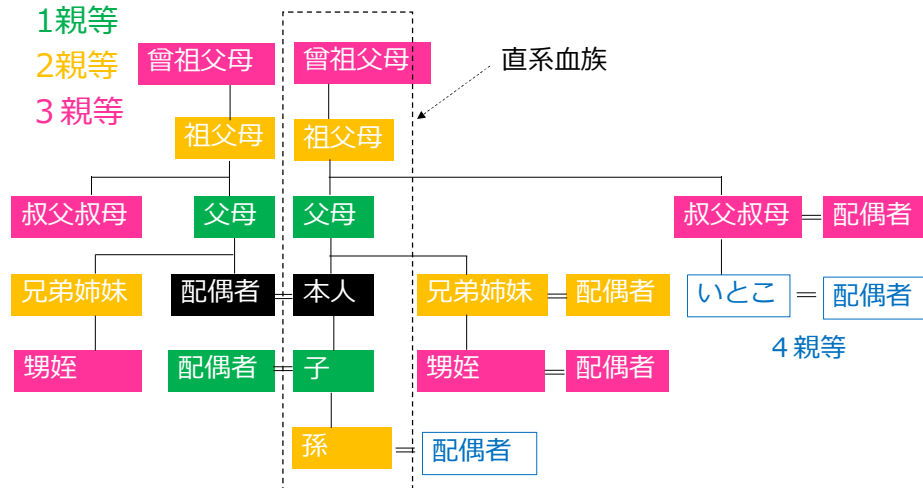 1親等
2親等
３親等
曾祖父母
曾祖父母
直系血族
祖父母
祖父母
叔父叔母
父母
父母
叔父叔母
配偶者
兄弟姉妹
配偶者
本人
兄弟姉妹
配偶者
いとこ
配偶者
４親等
甥姪
配偶者
子
甥姪
配偶者
孫
配偶者